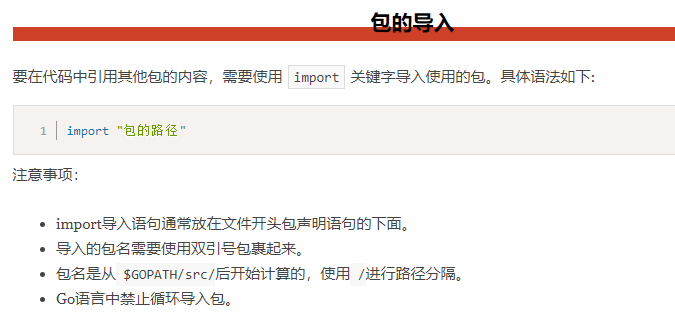 包的导入
要在代码中引用其他包的内容，需要使用 import 关键字导入使用的包。具体语法如下:
1 import "包的路径"
注意事项：
• import导入语句通常放在文件开头包声明语句的下面。
• 导入的包名需要使用双引号包裹起来。
• 包名是从 $GOPATH/src/后开始计算的，使用 /进行路径分隔。
• Go语言中禁止循环导入包。